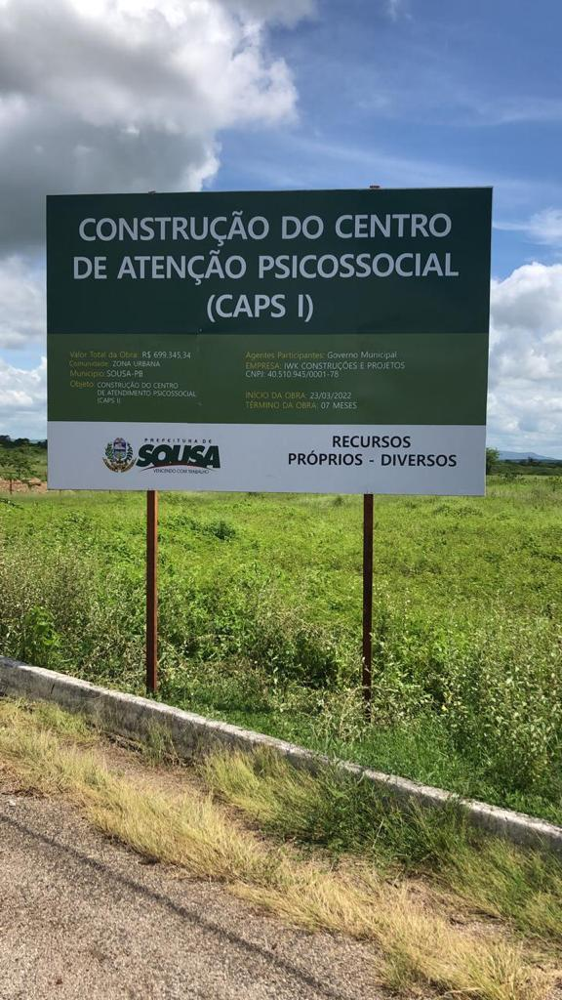 CONSTRUÇÃO DO CENTRO
DE ATENÇÃO PSICOSSOCIAL
(CAPS I)
Valor Total da Obra: R$ 699.345,34
Comunidade: ZONA URBANA
Município: SOUSA-PB
Objeto: CONSTRUÇÃO DO CENTRO
DE ATENDIMENTO PSICOSSOCIAL
(CAPS I)
Agentes Participantes: Governo Municipal
EMPRESA: IWK CONSTRUÇÕES E PROJETOS
CNPJ: 40.510.945/0001-78
INÍCIO DA OBRA: 23/03/2022
TÉRMINO DA OBRA: 07 MESES
PREFEITURA DE
SOUSA
VENCENDO COM TRABALHO
RECURSOS
PRÓPRIOS - DIVERSOS